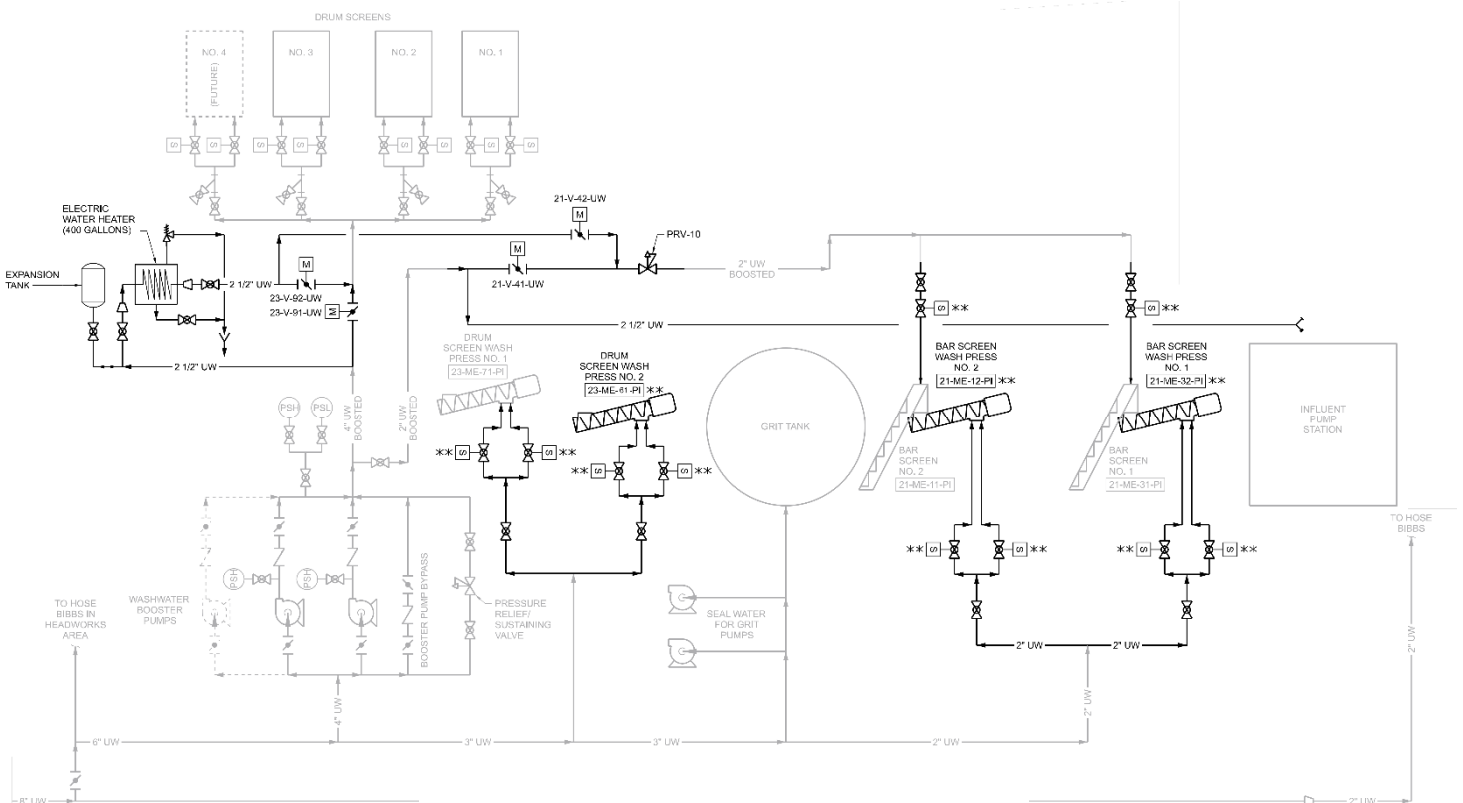 DRUM SCREENS
NO. 4
(FUTURE)
NO. 3
NO. 2
NO. 1
S
S
S
S
S
S
S
S
ELECTRIC
WATER HEATER
(400 GALLONS)
EXPANSION
TANK
21-V-42-UW
M
PRV-10
M
21-V-41-UW
M
2 1/2" UW
23-V-92-UW
23-V-91-UW
M
2 1/2" UW
2" UW
BOOSTED
2 1/2" UW
S **
S **
DRUM
SCREEN WASH
PRESS NO. 1
23-ME-71-PI
DRUM
SCREEN WASH
PRESS NO. 2
23-ME-61-PI **
BAR SCREEN
WASH PRESS
NO. 2
21-ME-12-PI **
BAR SCREEN
WASH PRESS
NO. 1
21-ME-32-PI **
PSH
PSL
4" UW
BOOSTED
2" UW
BOOSTED
** S
S **
** S
S **
GRIT TANK
BAR
SCREEN
NO. 2
21-ME-11-PI
BAR
SCREEN
NO. 1
21-ME-31-PI
INFLUENT
PUMP
STATION
TO HOSE
BIBBS
** S
S **
** S
S **
PSH
PSH
WASHWATER
BOOSTER
PUMPS
BOOSTER PUMP BYPASS
PRESSURE
RELIEF/
SUSTAINING
VALVE
SEAL WATER
FOR GRIT
PUMPS
TO HOSE
BIBBS IN
HEADWORKS
AREA
2" UW
2" UW
2" UW
2" UW
4" UW
6" UW
3" UW
3" UW
2" UW
8" UW
2" UW